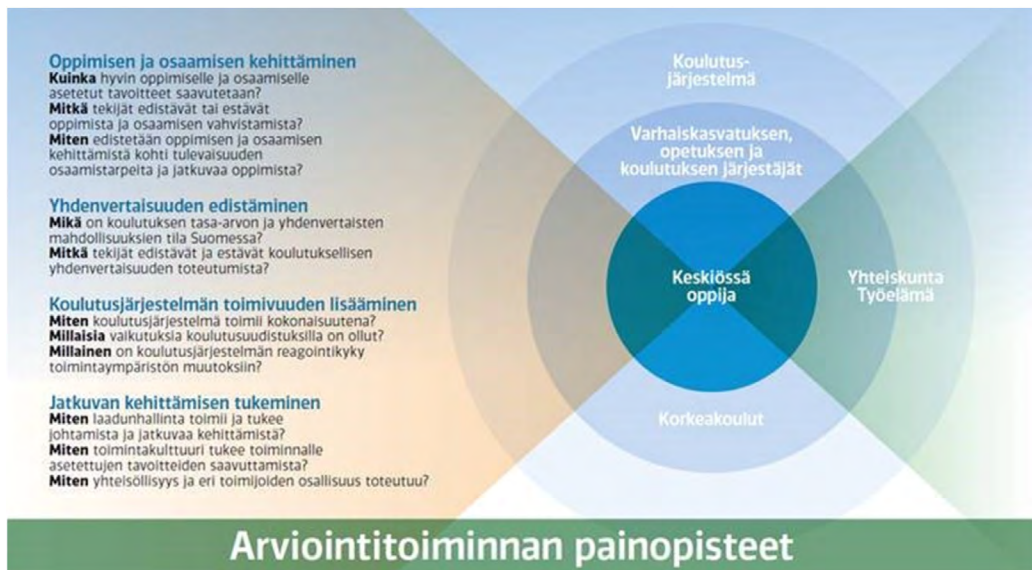 Oppimisen ja osaamisen kehittäminen
Kuinka hyvin oppimiselle ja osaamiselle
asetetut tavoitteet saavutetaan?
Mitkä tekijät edistävät tai estävät
oppimista ja osaamisen vahvistamista?
Miten edistetään oppimisen ja osaamisen
kehittämistä kohti tulevaisuuden
osaamistarpeita ja jatkuvaa oppimista?
Yhdenvertaisuuden edistäminen
Mikä on koulutuksen tasa-arvon ja yhdenvertaisten
mahdollisuuksien tila Suomessa?
Mitkä tekijät edistävät ja estävät koulutuksellisen
yhdenvertaisuuden toteutumista?
Koulutusjärjestelmän toimivuuden lisääminen
Miten koulutusjärjestelmä toimii kokonaisuutena?
Millaisia vaikutuksia koulutusuudistuksilla on ollut?
Millainen on koulutusjärjestelmän reagointikyky
toimintaympäristön muutoksiin?
Jatkuvan kehittämisen tukeminen
Miten laadunhallinta toimii ja tukee
johtamista ja jatkuvaa kehittämistä?
Miten toimintakulttuuri tukee toiminnalle
asetettujen tavoitteiden saavuttamista?
Miten yhteisöllisyys ja eri toimijoiden osallisuus toteutuu?
Koulutus-
järjestelmä
Varhaiskasvatuksen,
opetuksen ja
koulutuksen järjestäjät
Keskiössä
oppija
Yhteiskunta
Työelämä
Korkeakoulut
Arviointitoiminnan painopisteet